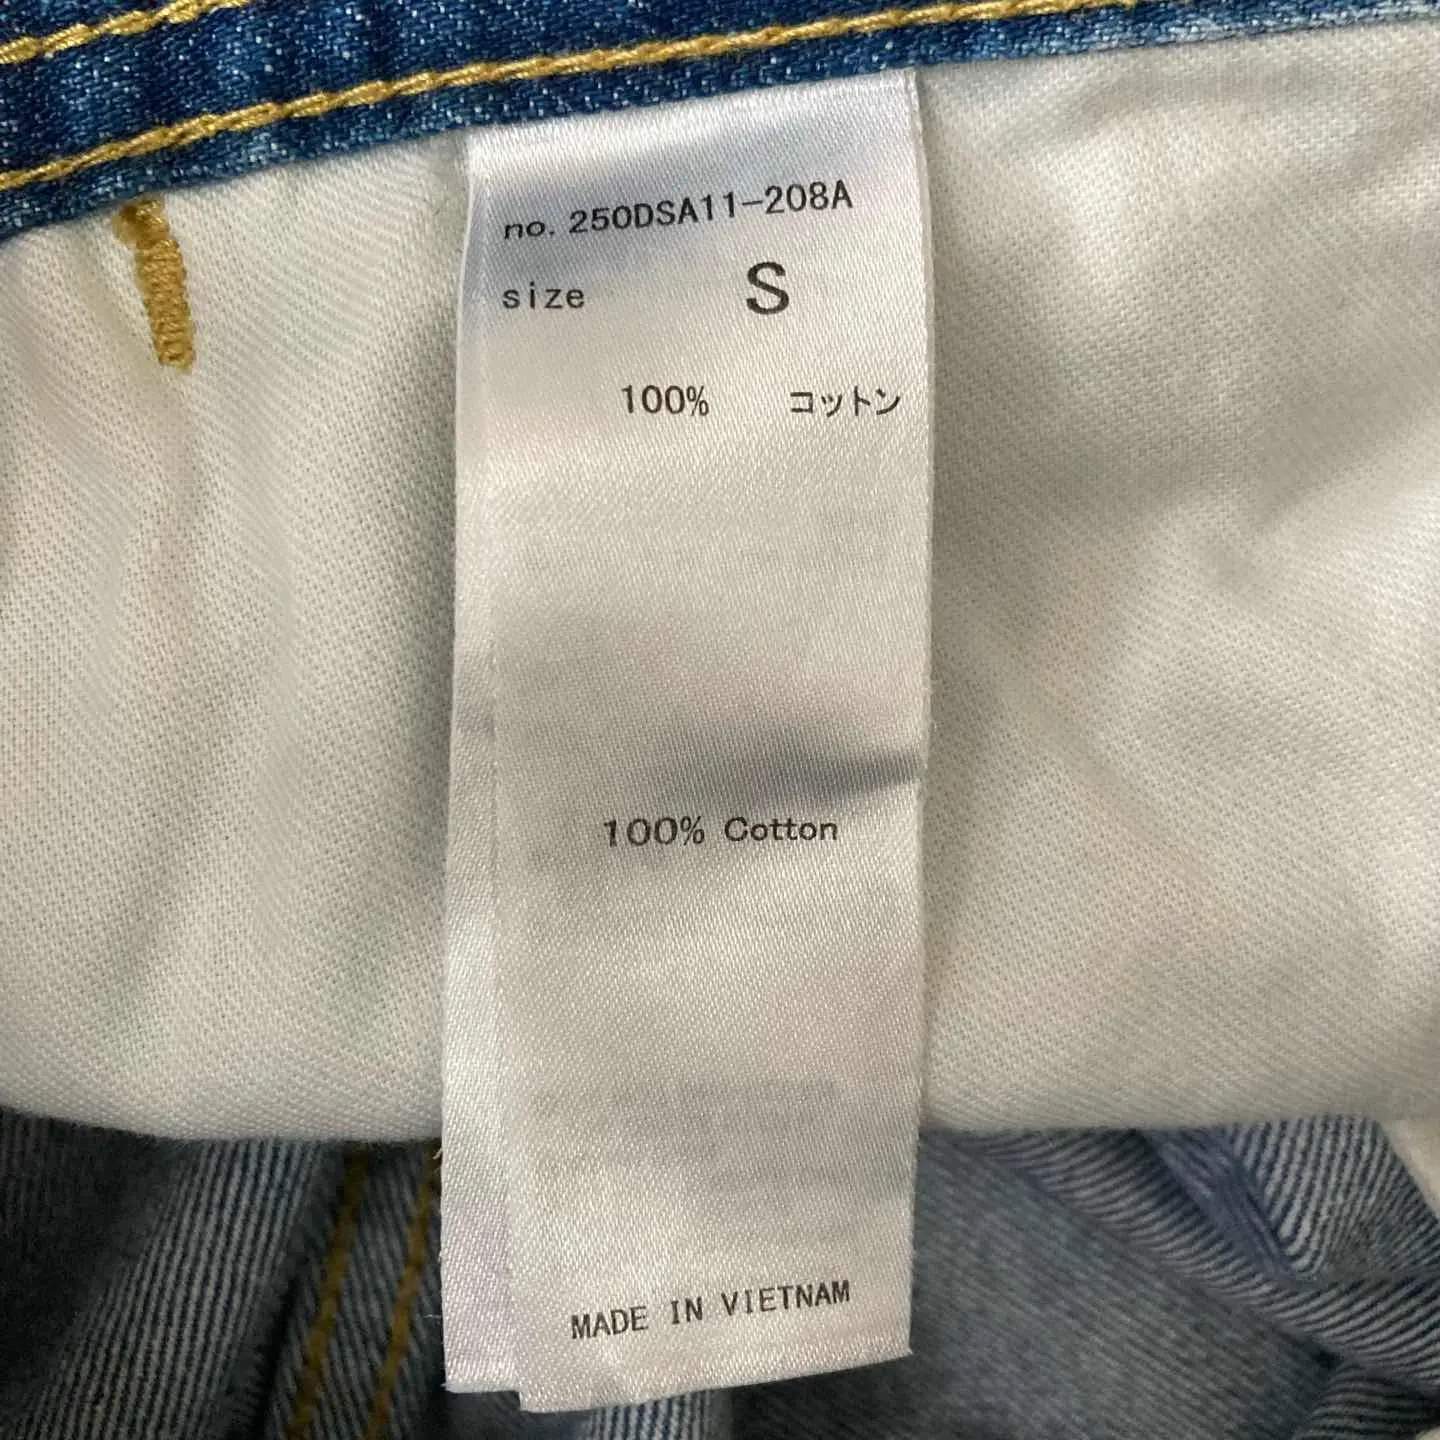 no. 250DSA11-208A
size S
100% コットン
100% Cotton
MADE IN VIETNAM